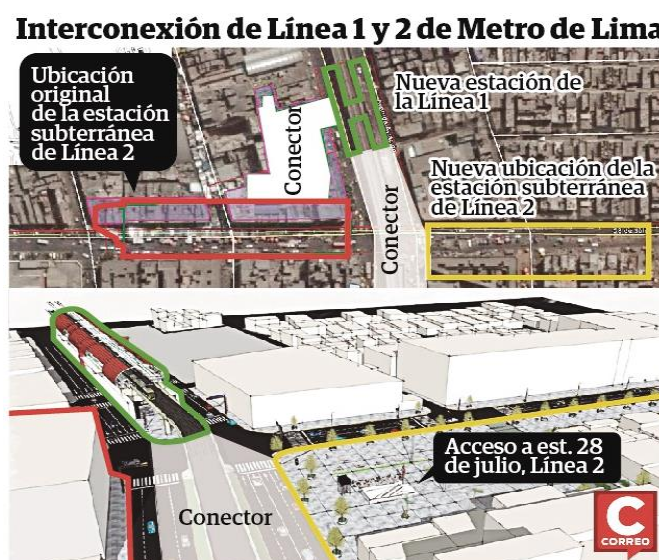 Interconexión de Línea 1 y 2 de Metro de Lima
Ubicación
original
de la estación
subterránea
de Línea 2
Conector
Nueva estación de
la Línea 1
Nueva ubicación de la
estación subterránea
de Línea 2
Conector
Acceso a est. 28
de julio, Línea 2
Conector
C
CORREO